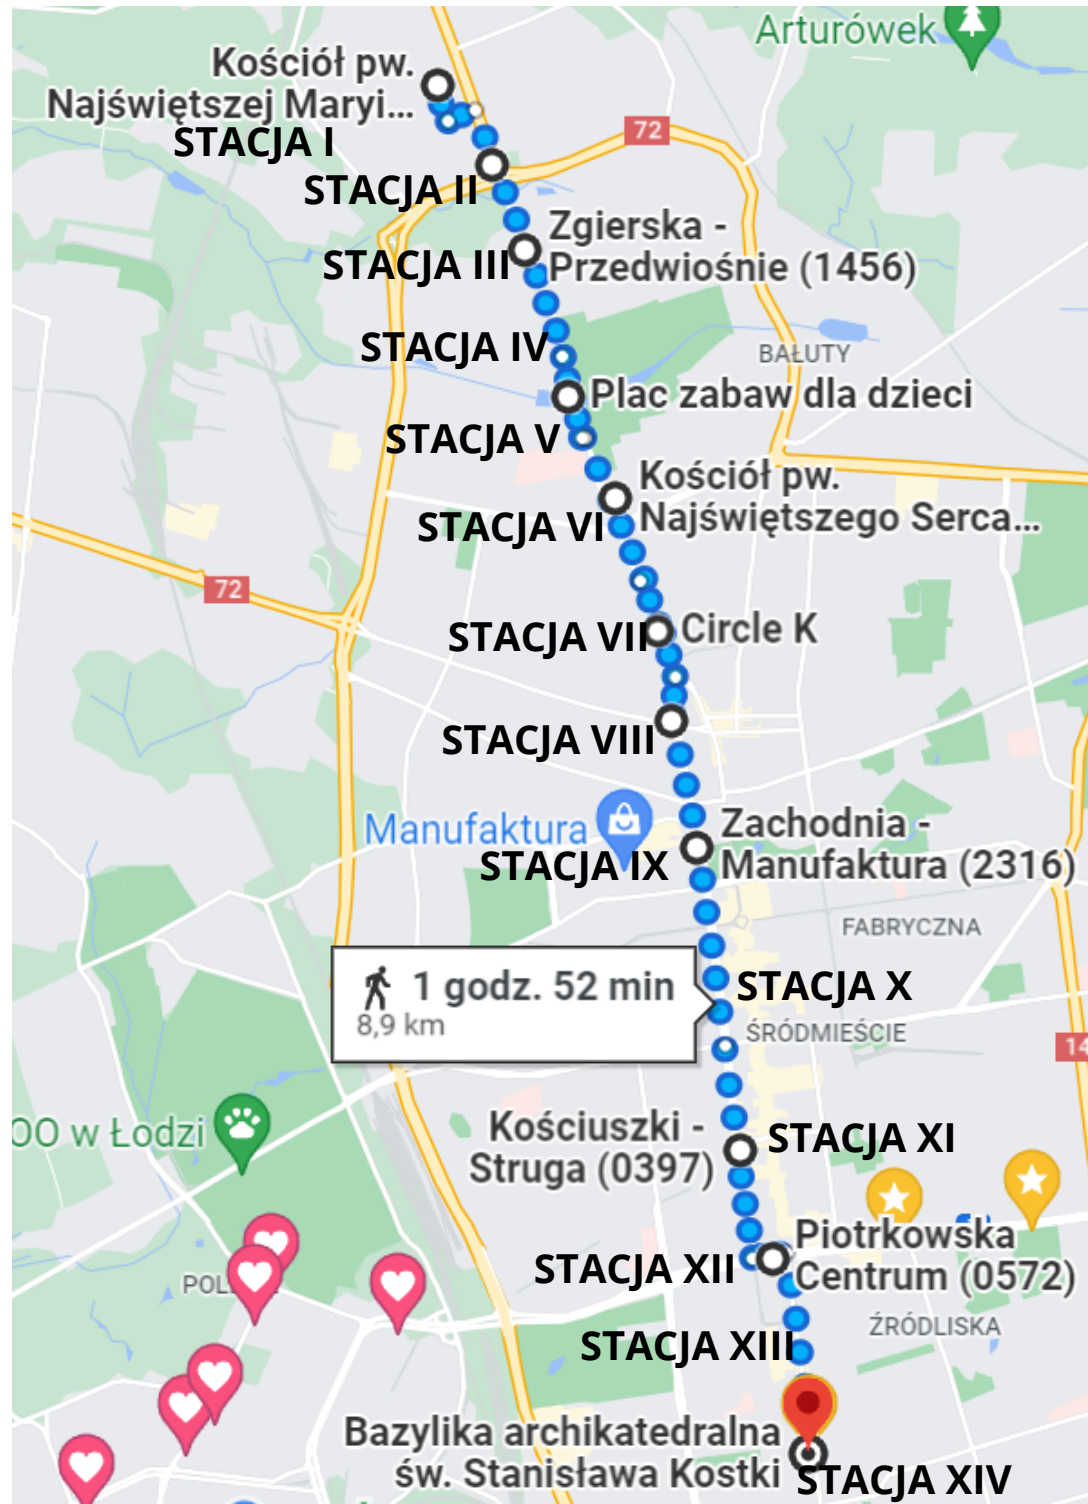 Arturówek
Kościół pw.
Najświętszej Maryi...
STACJA I
72
STACJA II
Zgierska -
Przedwiośnie (1456)
STACJA III
STACJA IV
BAŁUTY
Plac zabaw dla dzieci
STACJA V
Kościół pw.
Najświętszego Serca...
STACJA VI
72
STACJA VII
Circle K
STACJA VIII
Manufaktura
Zachodnia -
Manufaktura (2316)
STACJA IX
FABRYCZNA
1 godz. 52 min
8,9 km
STACJA X
ŚRÓDMIEŚCIE
14
OO w Łodzi
Kościuszki -
Struga (0397)
STACJA XI
Piotrkowska
Centrum (0572)
STACJA XII
ŹRÓDLISKA
STACJA XIII
Bazylika archikatedralna
św. Stanisława Kostki
STACJA XIV